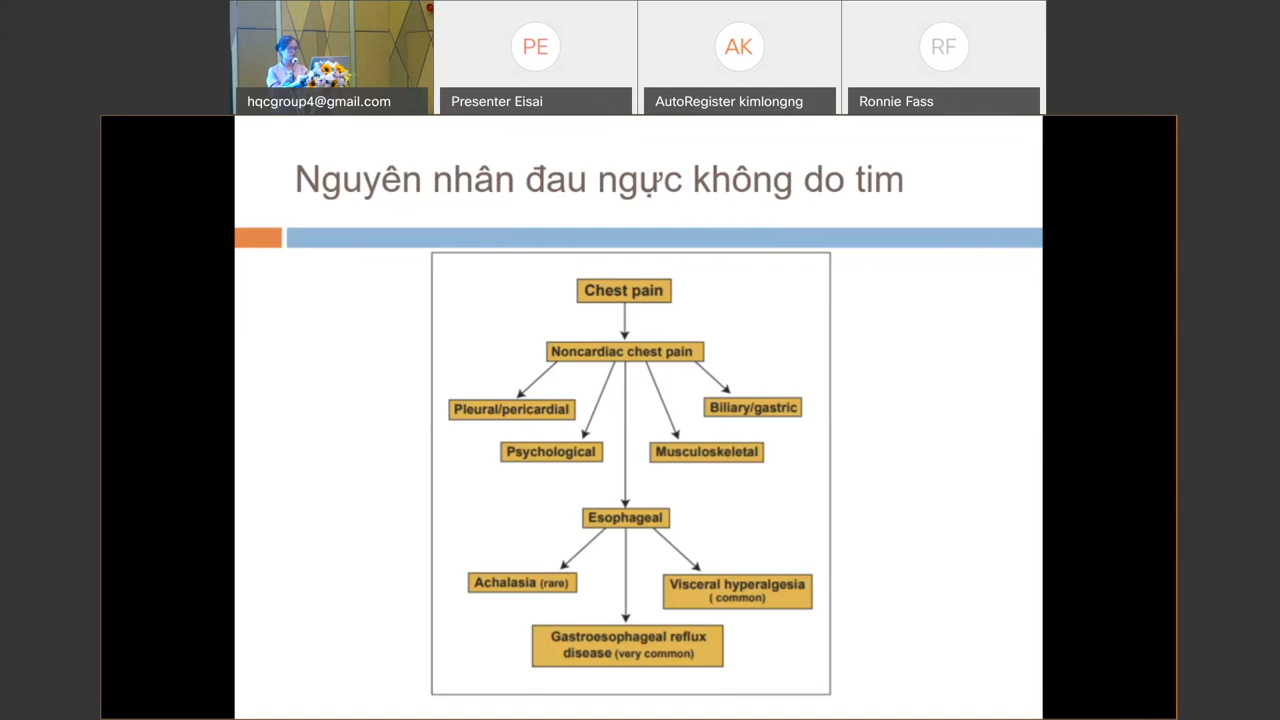 PE
AK
RF
hqcgroup4@gmail.com
Presenter Eisai
AutoRegister kimlongng
Ronnie Fass
Nguyên nhân đau ngực không do tim
Chest pain
Noncardiac chest pain
Pleural/pericardial
Biliary/gastric
Psychological
Musculoskeletal
Esophageal
Achalasia (rare)
Visceral hyperalgesia
( common)
Gastroesophageal reflux
disease (very common)